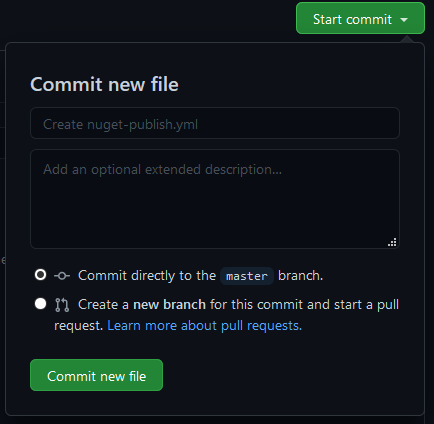 Start commit
Commit new file
Create nuget-publish.yml
Add an optional extended description...
Commit directly to the master branch.
Create a new branch for this commit and start a pull
request. Learn more about pull requests.
Commit new file